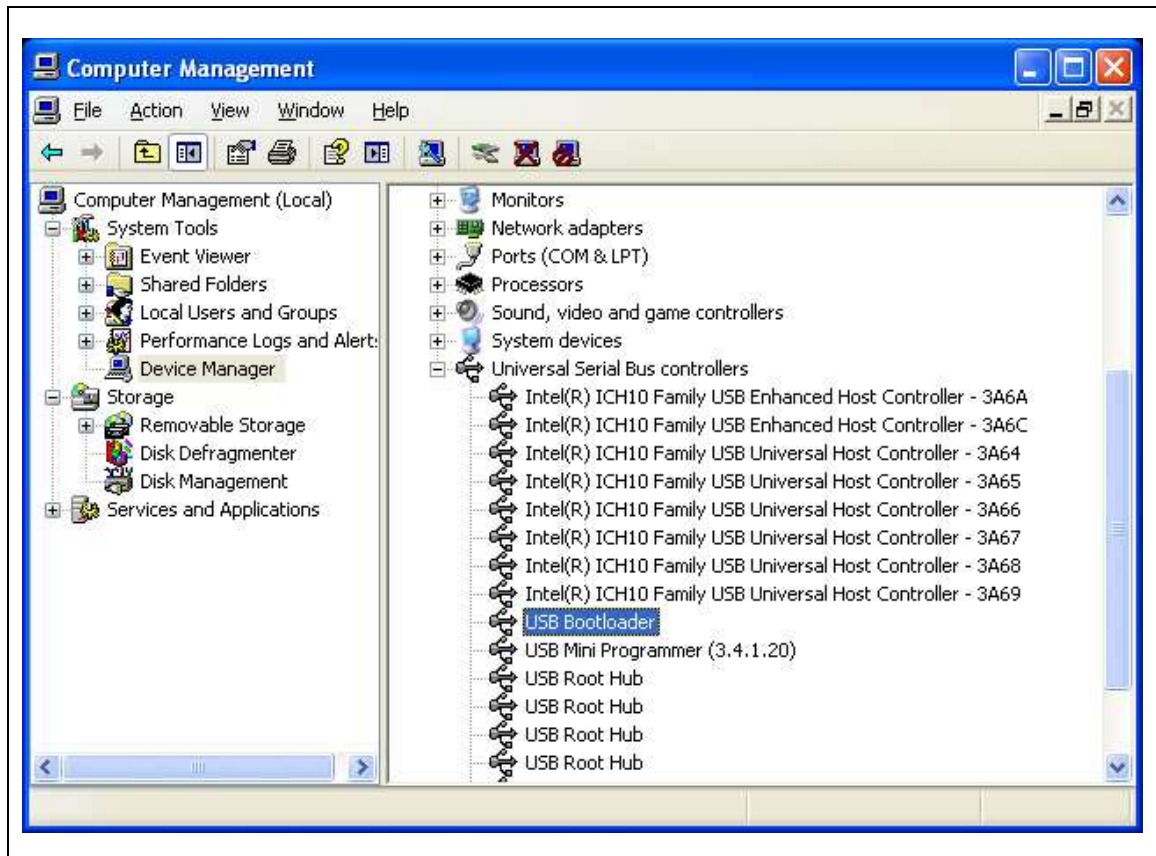 Computer Management
File Action View Window Help
Computer Management (Local)
System Tools
Event Viewer
Shared Folders
Local Users and Groups
Performance Logs and Alert
Device Manager
Storage
Removable Storage
Disk Defragmenter
Disk Management
Services and Applications
Monitors
Network adapters
Ports (COM & LPT)
Processors
Sound, video and game controllers
System devices
Universal Serial Bus controllers
Intel(R) ICH10 Family USB Enhanced Host Controller - 3A6A
Intel(R) ICH10 Family USB Enhanced Host Controller - 3A6C
Intel(R) ICH10 Family USB Universal Host Controller - 3A64
Intel(R) ICH10 Family USB Universal Host Controller - 3A65
Intel(R) ICH10 Family USB Universal Host Controller - 3A66
Intel(R) ICH10 Family USB Universal Host Controller - 3A67
Intel(R) ICH10 Family USB Universal Host Controller - 3A68
Intel(R) ICH10 Family USB Universal Host Controller - 3A69
USB Bootloader
USB Mini Programmer (3.4.1.20)
USB Root Hub
USB Root Hub
USB Root Hub
USB Root Hub